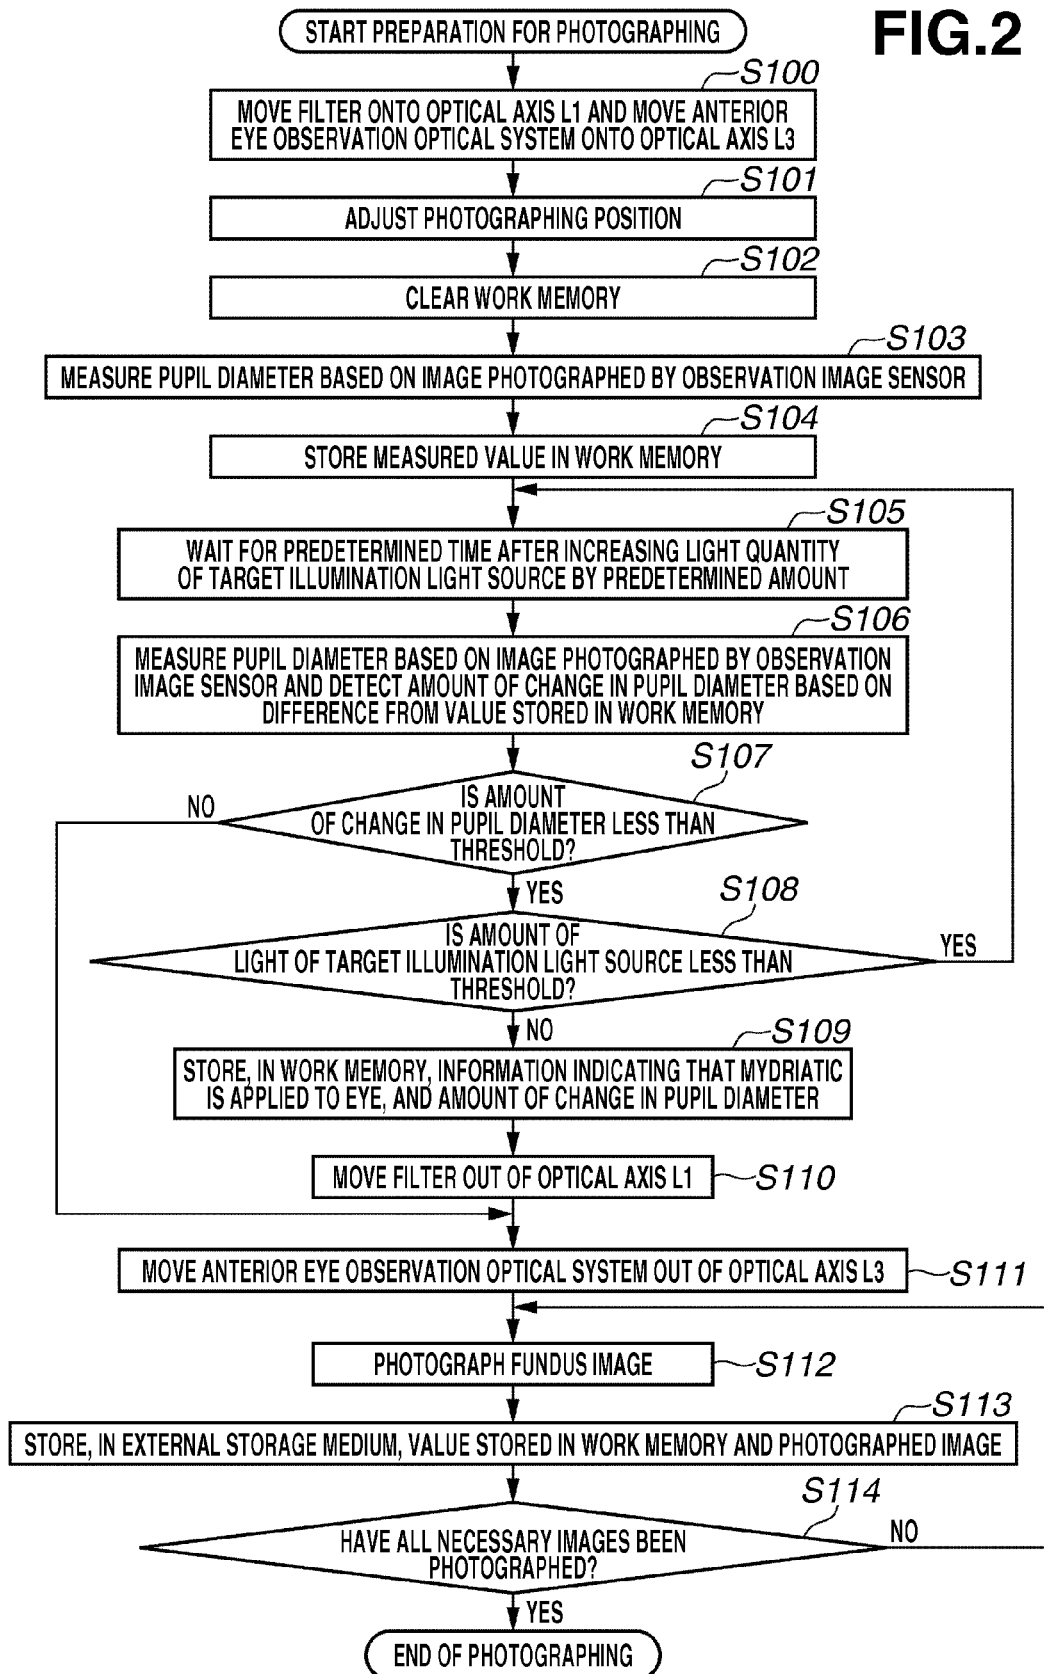 FIG.2
START PREPARATION FOR PHOTOGRAPHING
S100
MOVE FILTER ONTO OPTICAL AXIS L1 AND MOVE ANTERIOR
EYE OBSERVATION OPTICAL SYSTEM ONTO OPTICAL AXIS L3
S101
ADJUST PHOTOGRAPHING POSITION
S102
CLEAR WORK MEMORY
S103
MEASURE PUPIL DIAMETER BASED ON IMAGE PHOTOGRAPHED BY OBSERVATION IMAGE SENSOR
S104
STORE MEASURED VALUE IN WORK MEMORY
S105
WAIT FOR PREDETERMINED TIME AFTER INCREASING LIGHT QUANTITY
OF TARGET ILLUMINATION LIGHT SOURCE BY PREDETERMINED AMOUNT
S106
MEASURE PUPIL DIAMETER BASED ON IMAGE PHOTOGRAPHED BY OBSERVATION
IMAGE SENSOR AND DETECT AMOUNT OF CHANGE IN PUPIL DIAMETER BASED ON
DIFFERENCE FROM VALUE STORED IN WORK MEMORY
S107
NO
IS AMOUNT
OF CHANGE IN PUPIL DIAMETER LESS THAN
THRESHOLD?
YES
S108
IS AMOUNT OF
LIGHT OF TARGET ILLUMINATION LIGHT SOURCE LESS THAN
THRESHOLD?
YES
NO
S109
STORE, IN WORK MEMORY, INFORMATION INDICATING THAT MYDRIATIC
IS APPLIED TO EYE, AND AMOUNT OF CHANGE IN PUPIL DIAMETER
MOVE FILTER OUT OF OPTICAL AXIS L1
S110
MOVE ANTERIOR EYE OBSERVATION OPTICAL SYSTEM OUT OF OPTICAL AXIS L3
S111
PHOTOGRAPH FUNDUS IMAGE
S112
S113
STORE, IN EXTERNAL STORAGE MEDIUM, VALUE STORED IN WORK MEMORY AND PHOTOGRAPHED IMAGE
S114
HAVE ALL NECESSARY IMAGES BEEN
PHOTOGRAPHED?
NO
YES
END OF PHOTOGRAPHING